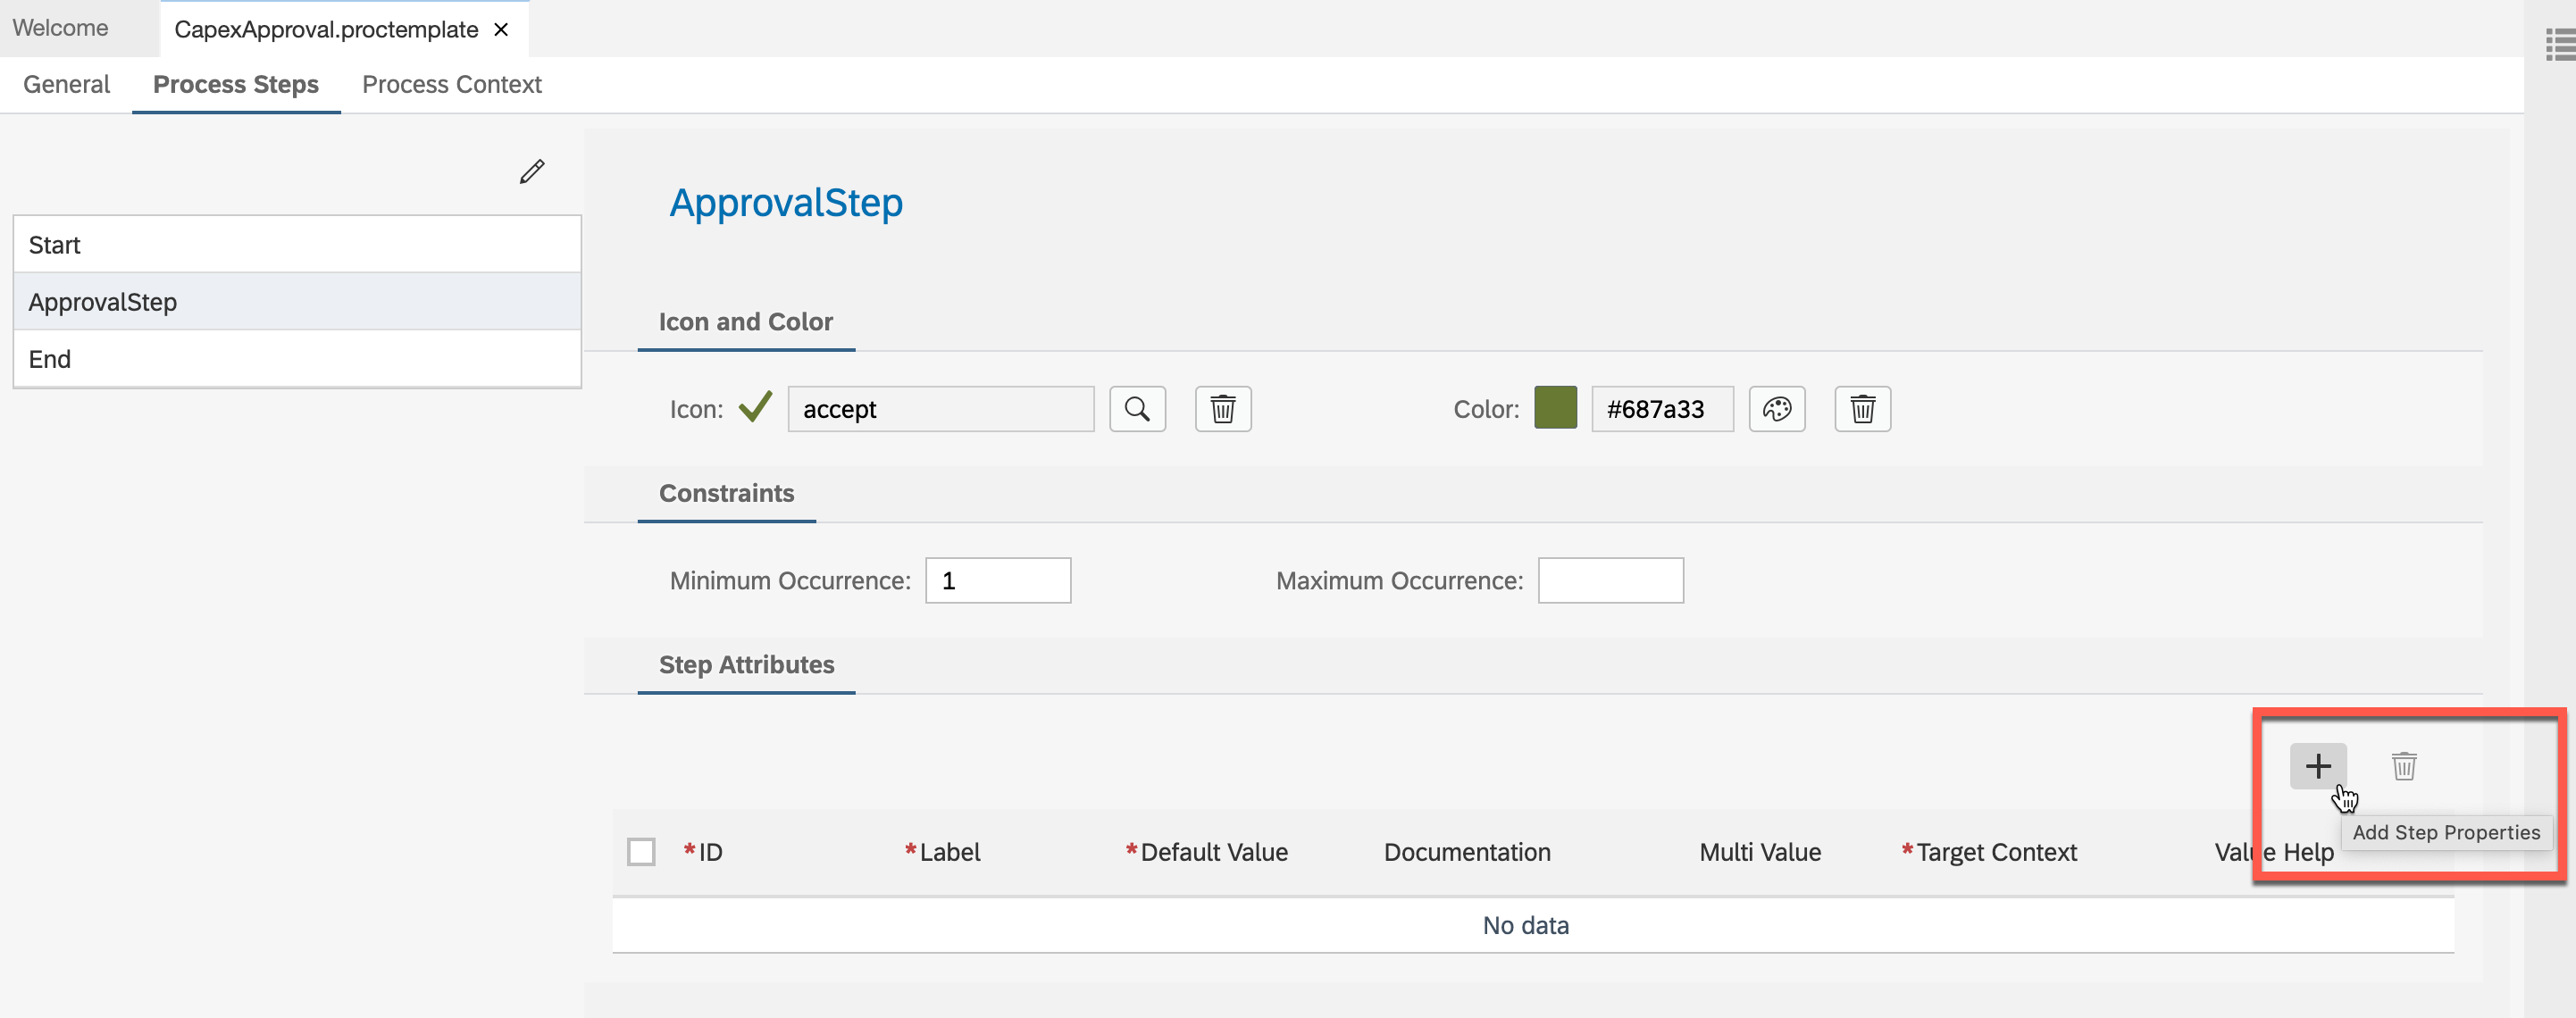 Welcome
CapexApproval.proctemplate
General Process Steps Process Context
Start
ApprovalStep
End
ApprovalStep
Icon and Color
Icon: accept Color: #687a33
Constraints
Minimum Occurrence: 1 Maximum Occurrence:
Step Attributes
Add Step Properties
*ID *Label *Default Value Documentation Multi Value *Target Context Value Help
No data